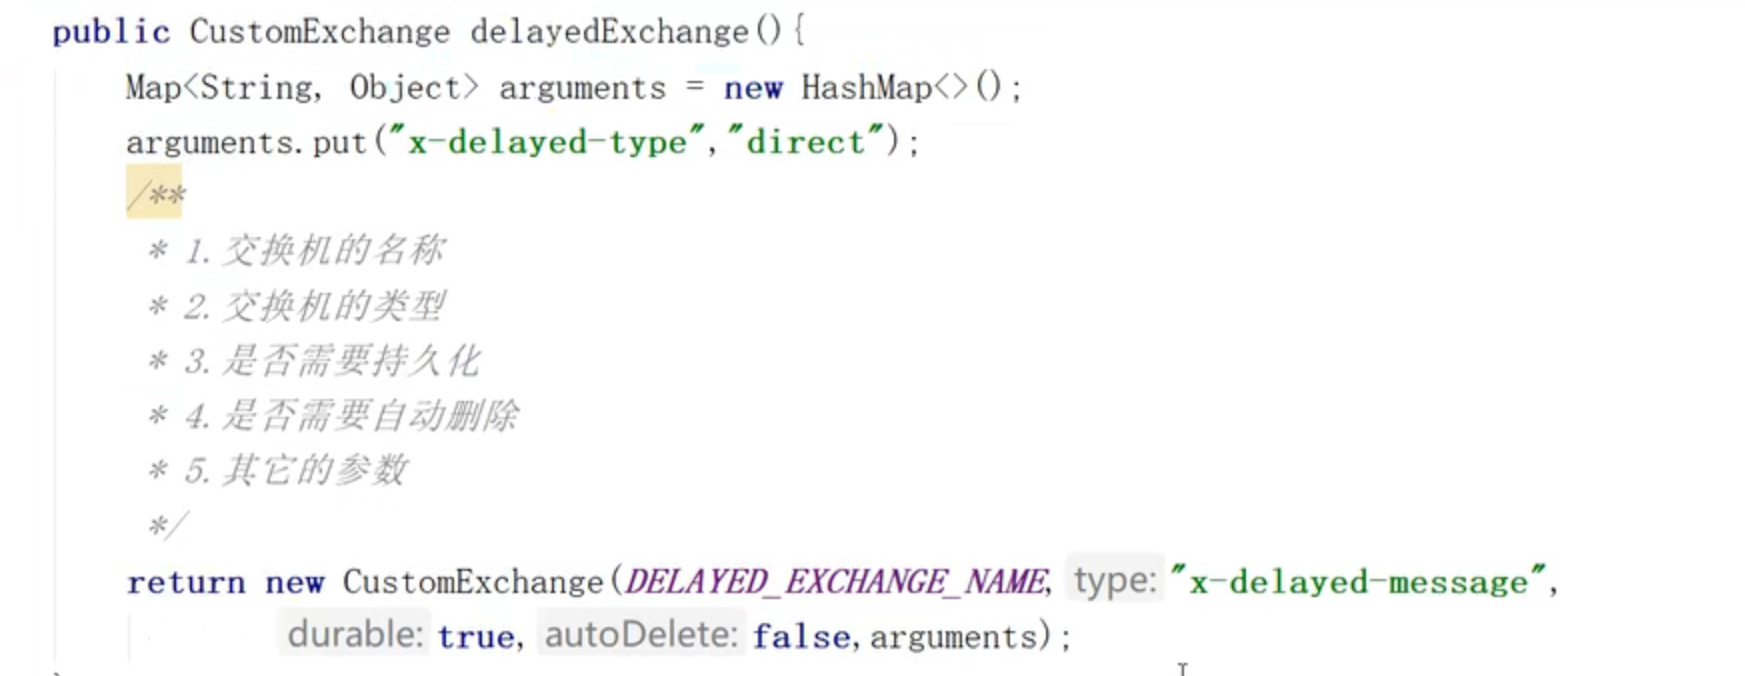 public CustomExchange delayedExchange(){
Map<String, Object> arguments = new HashMap<>();
arguments.put("x-delayed-type","direct");
/**
* 1.交换机的名称
* 2.交换机的类型
* 3.是否需要持久化
* 4.是否需要自动删除
* 5.其它的参数
*/
return new CustomExchange(DELAYED_EXCHANGE_NAME, type: "x-delayed-message",
durable: true, autoDelete: false,arguments);